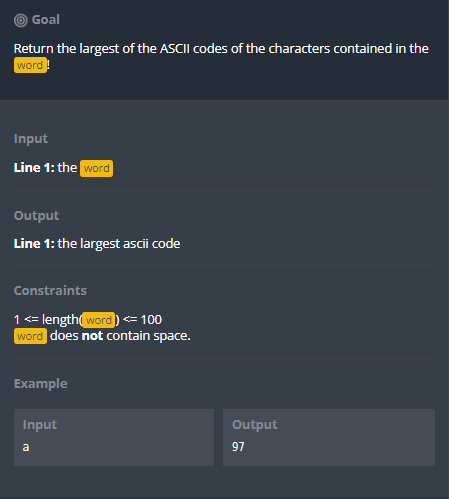 Goal
Return the largest of the ASCII codes of the characters contained in the
word!
Input
Line 1: the word
Output
Line 1: the largest ascii code
Constraints
1 <= length(word) <= 100
word does not contain space.
Example
Input
a
Output
97